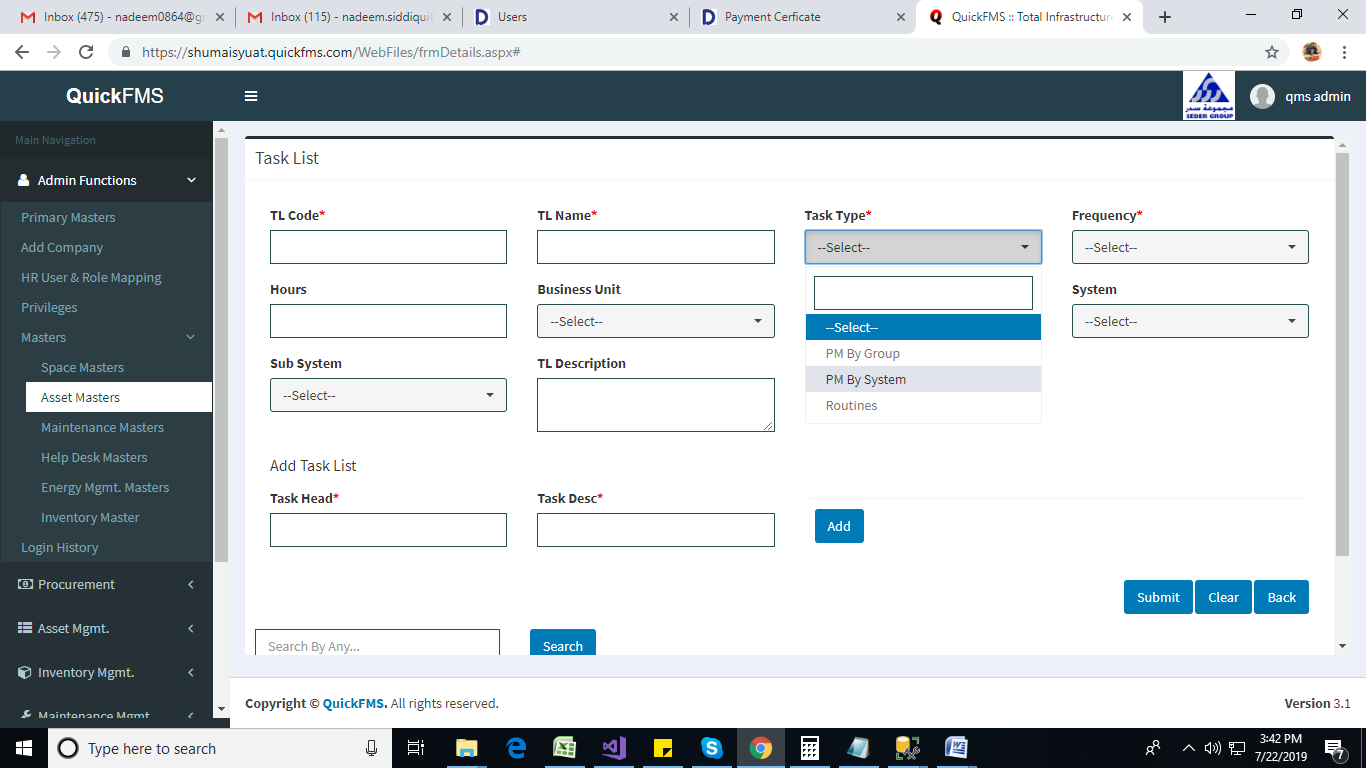 Inbox (475) - nadeem0864@g
Inbox (115) - nadeem.siddiqui
Users
Payment Cerficate
QuickFMS :: Total Infrastructure
https://shumaisyuat.quickfms.com/WebFiles/frmDetails.aspx#
QuickFMS
مجموعة سدر
SEDER GROUP
qms admin
Main Navigation
Admin Functions
Primary Masters
Add Company
HR User & Role Mapping
Privileges
Masters
Space Masters
Asset Masters
Maintenance Masters
Help Desk Masters
Energy Mgmt. Masters
Inventory Master
Login History
Procurement
Asset Mgmt.
Inventory Mgmt.
Maintenance Mgmt.
Task List
TL Code* TL Name* Task Type* Frequency*
--Select-- --Select--
Hours Business Unit System
--Select-- --Select--
--Select--
PM By Group
PM By System
Routines
Sub System TL Description
--Select--
Add Task List
Task Head* Task Desc*
Add
Submit Clear Back
Search By Any... Search
Copyright © QuickFMS. All rights reserved. Version 3.1
Type here to search
3:42 PM
7/22/2019
7